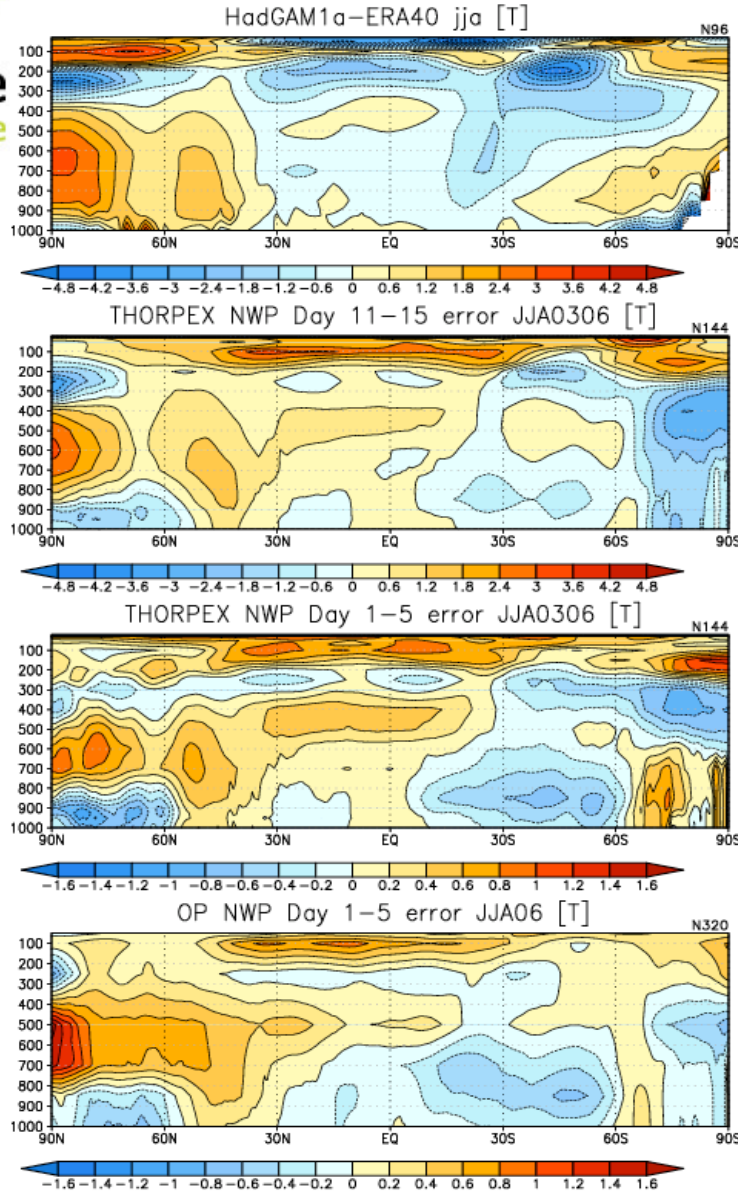 HadGAM1a-ERA40 jja [T]
N96
e
e
100
200
300
400
500
600
700
800
900
1000
90N 60N 30N EQ 30S 60S 90S
-4.8 -4.2 -3.6 -3 -2.4 -1.8 -1.2 -0.6 0 0.6 1.2 1.8 2.4 3 3.6 4.2 4.8
THORPEX NWP Day 11-15 error JJA0306 [T]
N144
100
200
300
400
500
600
700
800
900
1000
90N 60N 30N EQ 30S 60S 90S
-4.8 -4.2 -3.6 -3 -2.4 -1.8 -1.2 -0.6 0 0.6 1.2 1.8 2.4 3 3.6 4.2 4.8
THORPEX NWP Day 1-5 error JJA0306 [T]
N144
100
200
300
400
500
600
700
800
900
1000
90N 60N 30N EQ 30S 60S 90S
-1.6 -1.4 -1.2 -1 -0.8 -0.6 -0.4 -0.2 0 0.2 0.4 0.6 0.8 1 1.2 1.4 1.6
OP NWP Day 1-5 error JJA06 [T]
N320
100
200
300
400
500
600
700
800
900
1000
90N 60N 30N EQ 30S 60S 90S
-1.6 -1.4 -1.2 -1 -0.8 -0.6 -0.4 -0.2 0 0.2 0.4 0.6 0.8 1 1.2 1.4 1.6